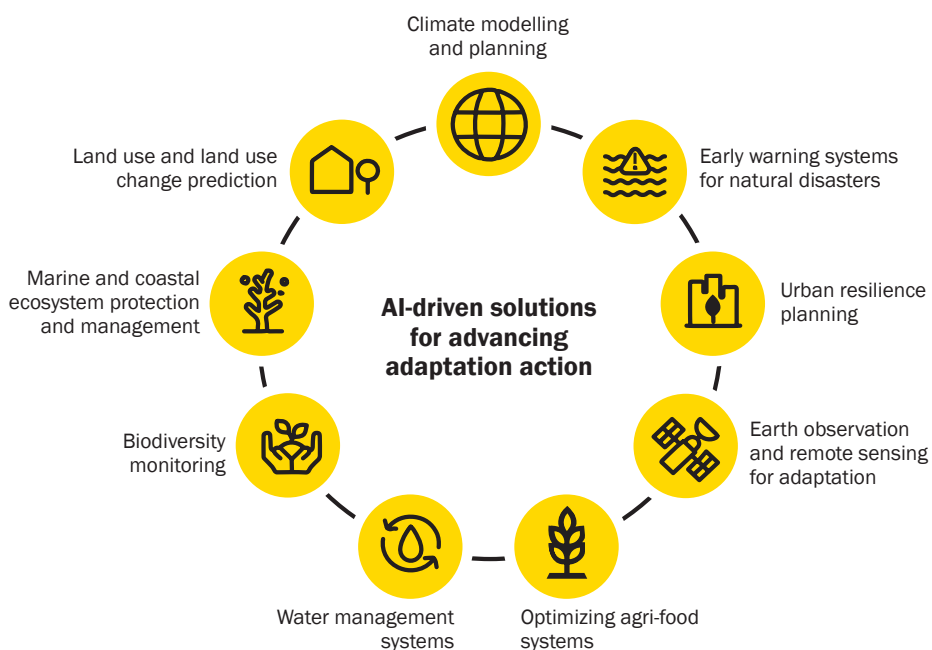 Climate modelling
and planning
Early warning systems
for natural disasters
Urban resilience
planning
Earth observation
and remote sensing
for adaptation
Optimizing agri-food
systems
Water management
systems
Biodiversity
monitoring
Marine and coastal
ecosystem protection
and management
Land use and land use
change prediction
AI-driven solutions
for advancing
adaptation action